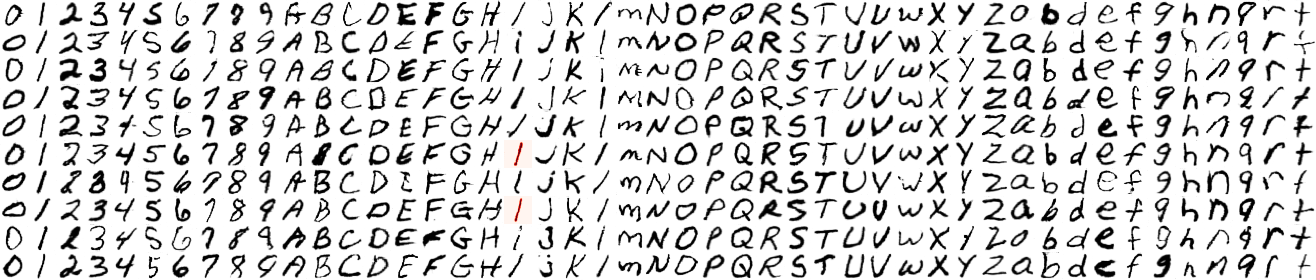 0 1 2 3 4 5 6 7 8 9 A B C D E F G H I J K l m N O P Q R S T U V w X Y Z a b d e f g h n q r t
0 1 2 3 4 5 6 7 8 9 A B C D E F G H i J K l m N O P Q R S T U V w X Y Z a b d e f g h n q r t
0 1 2 3 4 5 6 7 8 9 A B C D E F G H I j K i m N O P Q R S T U V w X Y Z a b d e f g h n q r t
0 1 2 3 4 5 6 7 8 9 A B C D E F G H I J K l m N O P Q R S T U V w X Y Z a b d e f g h n q r t
0 1 2 3 4 5 6 7 8 9 A B C D E F G H I J K l m N O P Q R S T U V w X Y Z a b d e f g h n q r t
0 1 2 3 4 5 6 7 8 9 A B C D E F G H I J K l m N O P Q R S T U V w X Y Z a b d e f g h n q r t
0 1 2 3 4 5 6 7 8 9 A B C D E F G H I j K l m N O P Q R S T U V w X Y Z a b d e f g h n q r t
0 1 2 3 4 5 6 7 8 9 A B C D E F G H I J K l m N O P Q R S T U V w X Y Z a b d e f g h n q r t
0 1 2 3 4 5 6 7 8 9 A B C D E F G H i j K l m N O P Q R S T U V w X Y Z a b d e f g h n q r t
0 1 2 3 4 5 6 7 8 9 A B C D E F G H i j K l m N O P Q R S T U V w X Y Z a b d e f g h n q r t